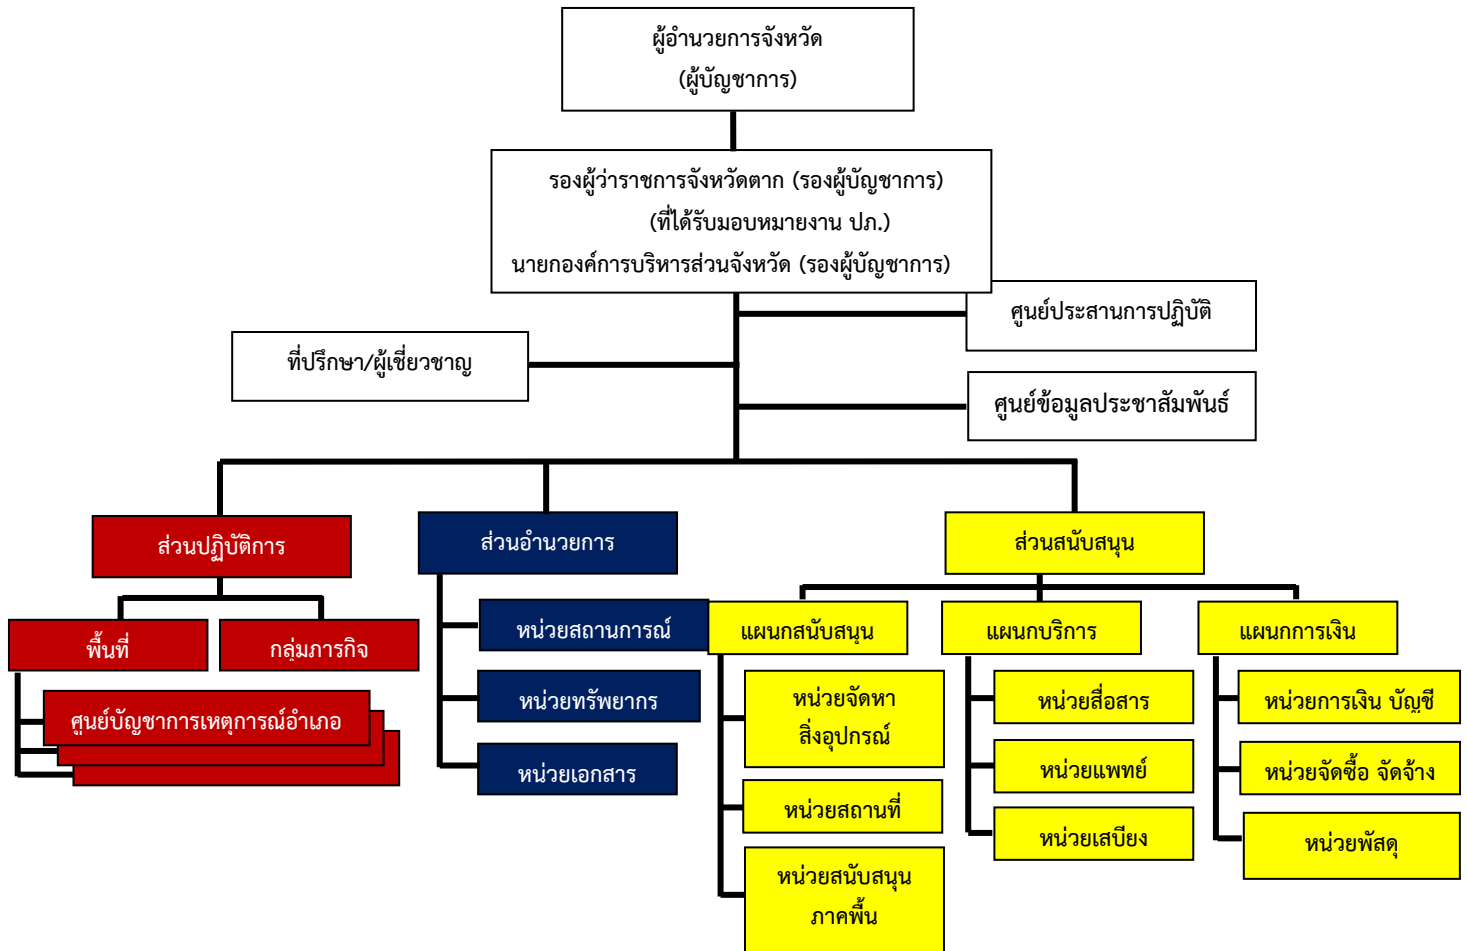 ผู้อำนวยการจังหวัด
(ผู้บัญชาการ)
รองผู้ว่าราชการจังหวัดตาก (รองผู้บัญชาการ)
(ที่ได้รับมอบหมายงาน ปภ.)
นายกองค์การบริหารส่วนจังหวัด (รองผู้บัญชาการ)
ศูนย์ประสานการปฏิบัติ
ที่ปรึกษา/ผู้เชี่ยวชาญ
ศูนย์ข้อมูลประชาสัมพันธ์
ส่วนปฏิบัติการ
ส่วนอำนวยการ
ส่วนสนับสนุน
พื้นที่
กลุ่มภารกิจ
ศูนย์บัญชาการเหตุการณ์อำเภอ
หน่วยสถานการณ์
หน่วยทรัพยากร
หน่วยเอกสาร
แผนกสนับสนุน
หน่วยจัดหา
สิ่งอุปกรณ์
หน่วยสถานที่
หน่วยสนับสนุน
ภาคพื้น
แผนกบริการ
หน่วยสื่อสาร
หน่วยแพทย์
หน่วยเสบียง
แผนกการเงิน
หน่วยการเงิน บัญชี
หน่วยจัดซื้อ จัดจ้าง
หน่วยพัสดุ